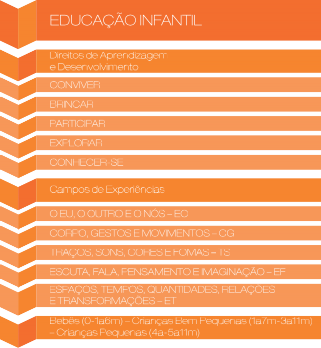 EDUCAÇÃO INFANTIL
Direitos de Aprendizagem
e Desenvolvimento
CONVIVER
BRINCAR
PARTICIPAR
EXPLORAR
CONHECER-SE
Campos de Experiências
O EU, O OUTRO E O NÓS – EO
CORPO, GESTOS E MOVIMENTOS – CG
TRAÇOS, SONS, CORES E FOMAS – TS
ESCUTA, FALA, PENSAMENTO E IMAGINAÇÃO – EF
ESPAÇOS, TEMPOS, QUANTIDADES, RELAÇÕES
E TRANSFORMAÇÕES – ET
Bebês (0-1a6m) – Crianças Bem Pequenas (1a7m-3a11m)
– Crianças Pequenas (4a-5a11m)